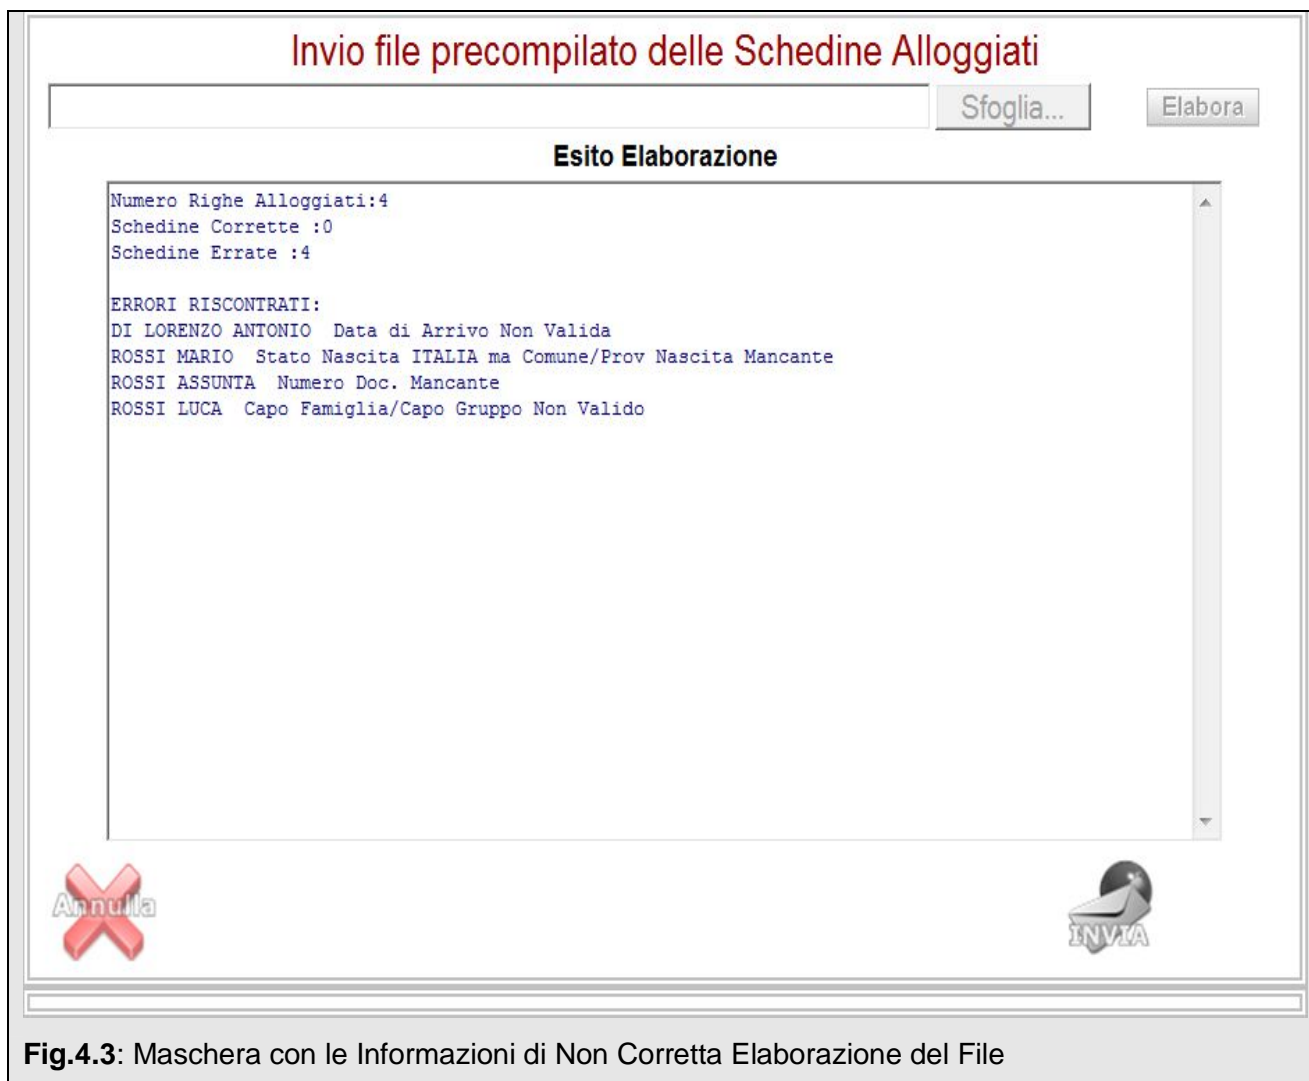 Invio file precompilato delle Schedine Alloggiati
Sfoglia... Elabora
Esito Elaborazione
Numero Righe Alloggiati:4
Schedine Corrette :0
Schedine Errate :4
ERRORI RISCONTRATI:
DI LORENZO ANTONIO  Data di Arrivo Non Valida
ROSSI MARIO  Stato Nascita ITALIA ma Comune/Prov Nascita Mancante
ROSSI ASSUNTA  Numero Doc. Mancante
ROSSI LUCA  Capo Famiglia/Capo Gruppo Non Valido
Annulla
INVIA
Fig.4.3: Maschera con le Informazioni di Non Corretta Elaborazione del File